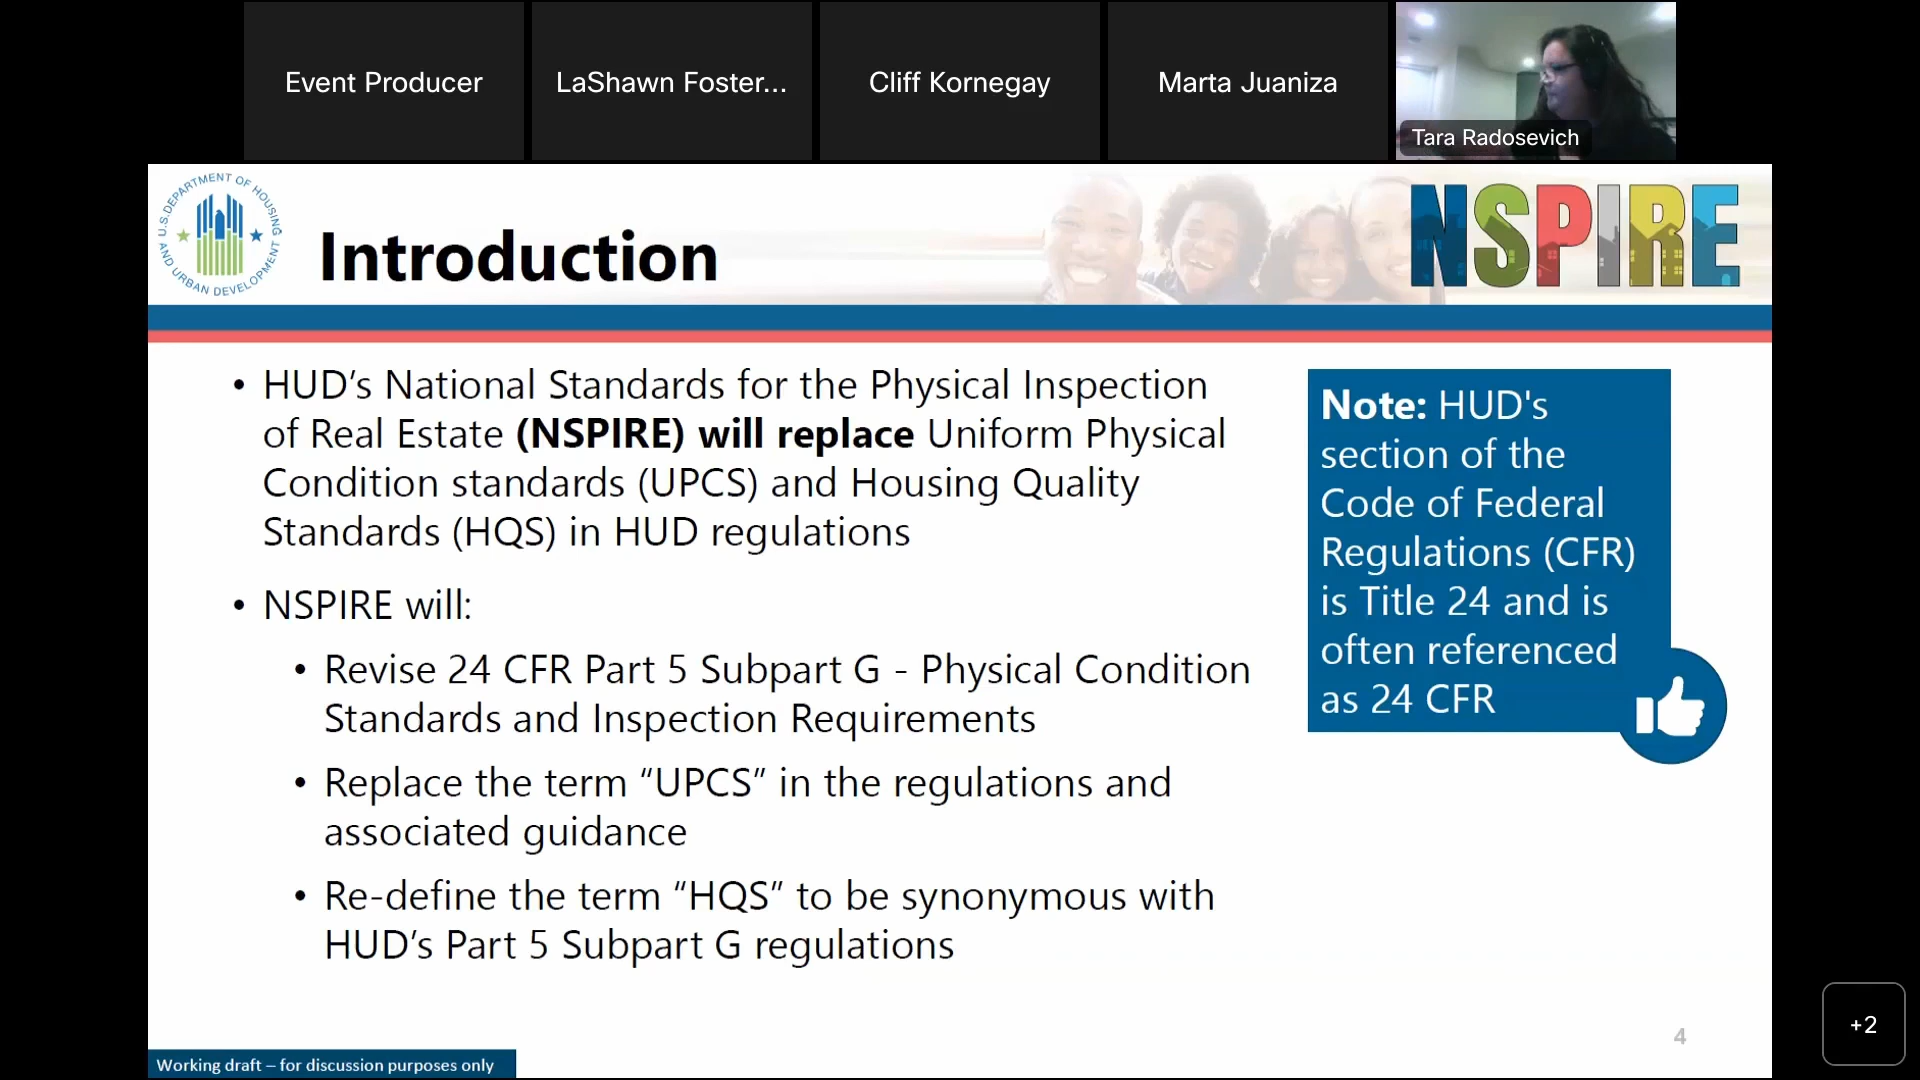 Event Producer
LaShawn Foster...
Cliff Kornegay
Marta Juaniza
Tara Radosevich
U.S. DEPARTMENT OF HOUSING
AND URBAN DEVELOPMENT
Introduction
NSPIRE
• HUD’s National Standards for the Physical Inspection
of Real Estate (NSPIRE) will replace Uniform Physical
Condition standards (UPCS) and Housing Quality
Standards (HQS) in HUD regulations
• NSPIRE will:
• Revise 24 CFR Part 5 Subpart G - Physical Condition
Standards and Inspection Requirements
• Replace the term “UPCS” in the regulations and
associated guidance
• Re-define the term “HQS” to be synonymous with
HUD’s Part 5 Subpart G regulations
Note: HUD's
section of the
Code of Federal
Regulations (CFR)
is Title 24 and is
often referenced
as 24 CFR
4
Working draft – for discussion purposes only
+2